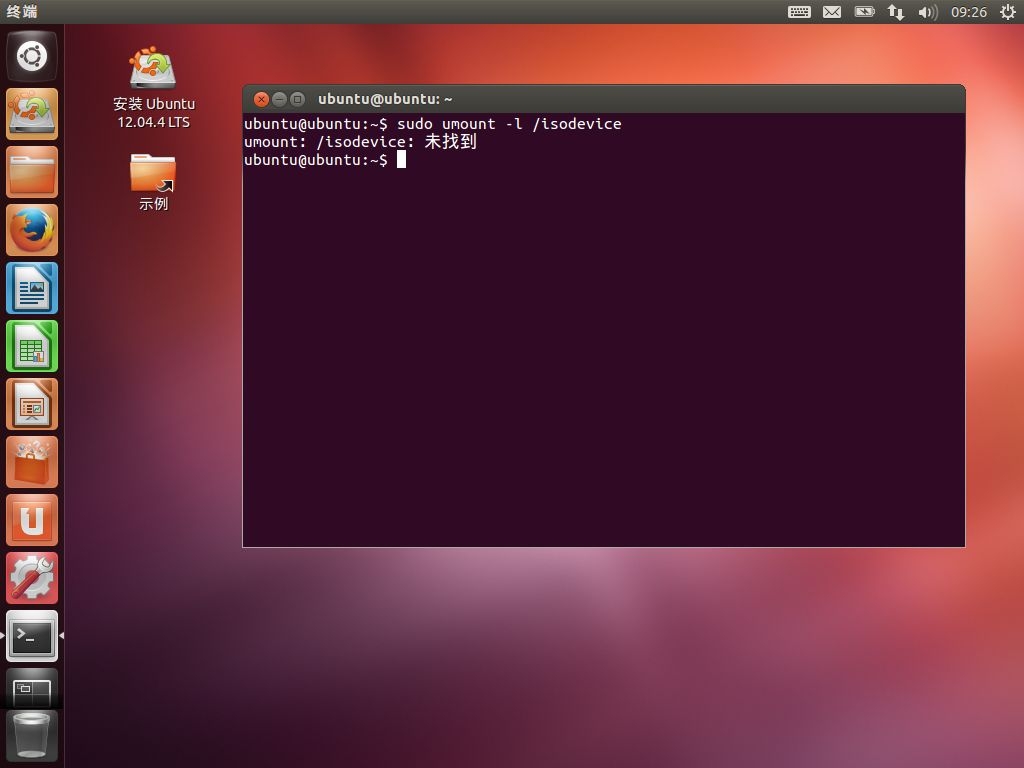 终端
09:26
安装 Ubuntu
12.04.4 LTS
示例
ubuntu@ubuntu: ~
ubuntu@ubuntu:~$ sudo umount -l /isodevice
umount: /isodevice: 未找到
ubuntu@ubuntu:~$